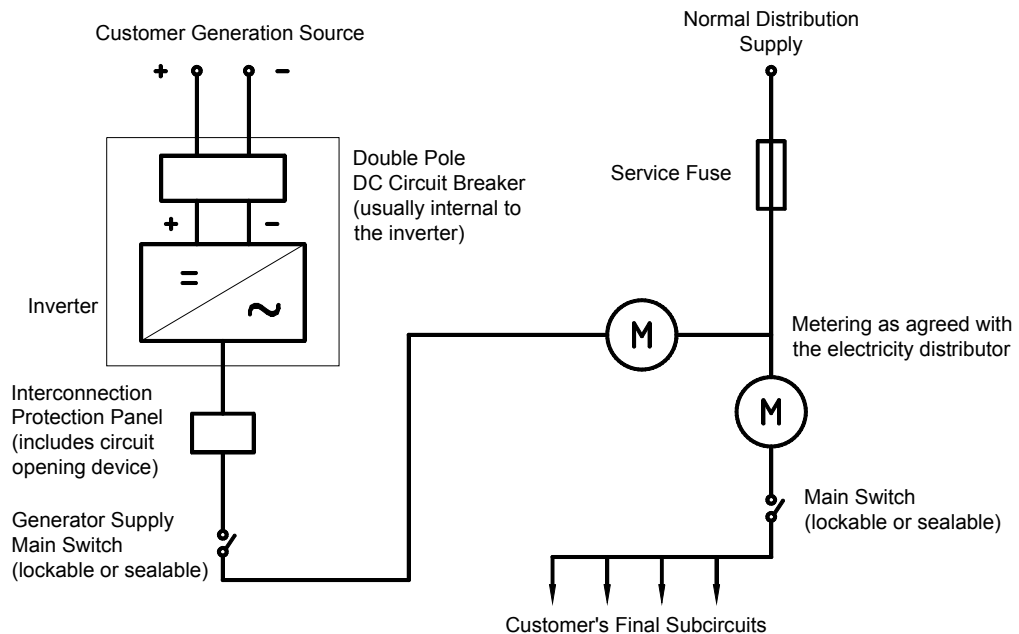 Customer Generation Source
+
−
Double Pole
DC Circuit Breaker
(usually internal to
the inverter)
+
−
Inverter
=
~
Interconnection
Protection Panel
(includes circuit
opening device)
Generator Supply
Main Switch
(lockable or sealable)
Normal Distribution
Supply
Service Fuse
M
Metering as agreed with
the electricity distributor
M
Main Switch
(lockable or sealable)
Customer's Final Subcircuits